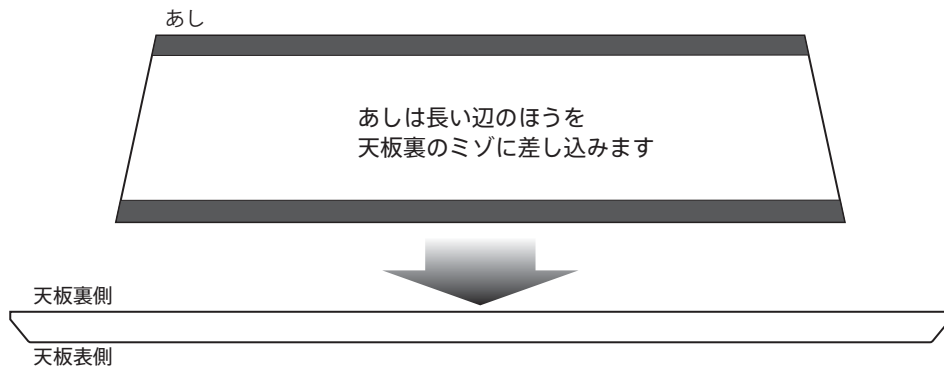 あし
あしは長い辺のほうを
天板裏のミゾに差し込みます
天板裏側
天板表側